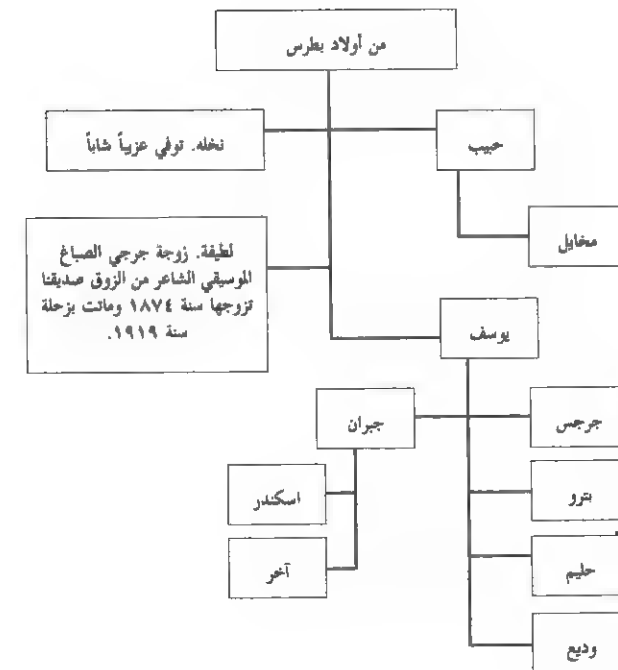 من أولاد بطرس
حبيب
نخله. توفي عزيباً شاباً
مخايل
لطيفة. زوجة جرجي الصباغ
الموسيقي الشاعر من الزوق صديقنا
تزوجها سنة ١٨٧٤ وماتت بزحلة
سنة ١٩١٩.
يوسف
جرجس
جبران
بترو
اسكندر
حليم
آخر
وديع